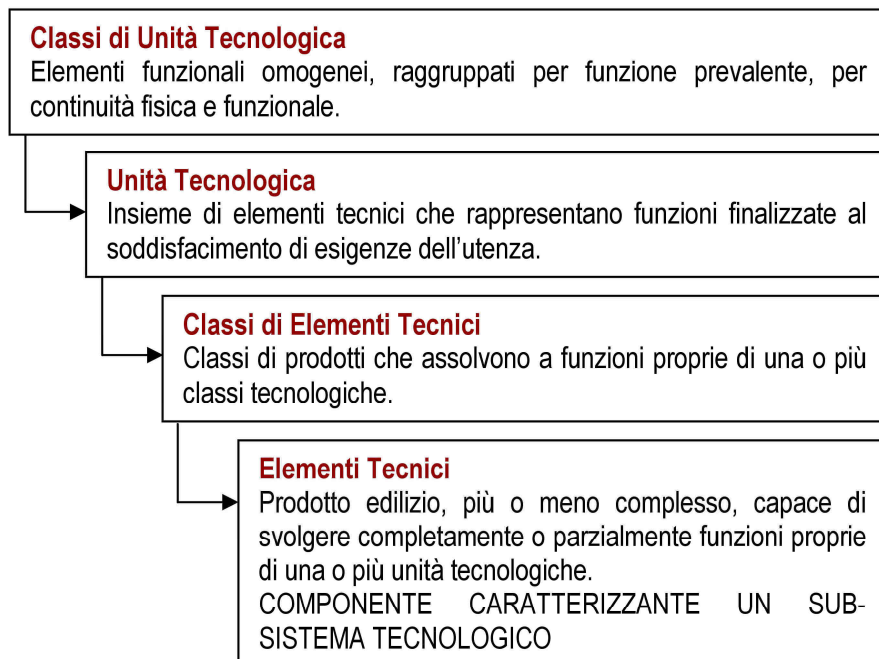 Classi di Unità Tecnologica
Elementi funzionali omogenei, raggruppati per funzione prevalente, per
continuità fisica e funzionale.
Unità Tecnologica
Insieme di elementi tecnici che rappresentano funzioni finalizzate al
soddisfacimento di esigenze dell'utenza.
Classi di Elementi Tecnici
Classi di prodotti che assolvono a funzioni proprie di una o più
classi tecnologiche.
Elementi Tecnici
Prodotto edilizio, più o meno complesso, capace di
svolgere completamente o parzialmente funzioni proprie
di una o più unità tecnologiche.
COMPONENTE CARATTERIZZANTE UN SUB-
SISTEMA TECNOLOGICO